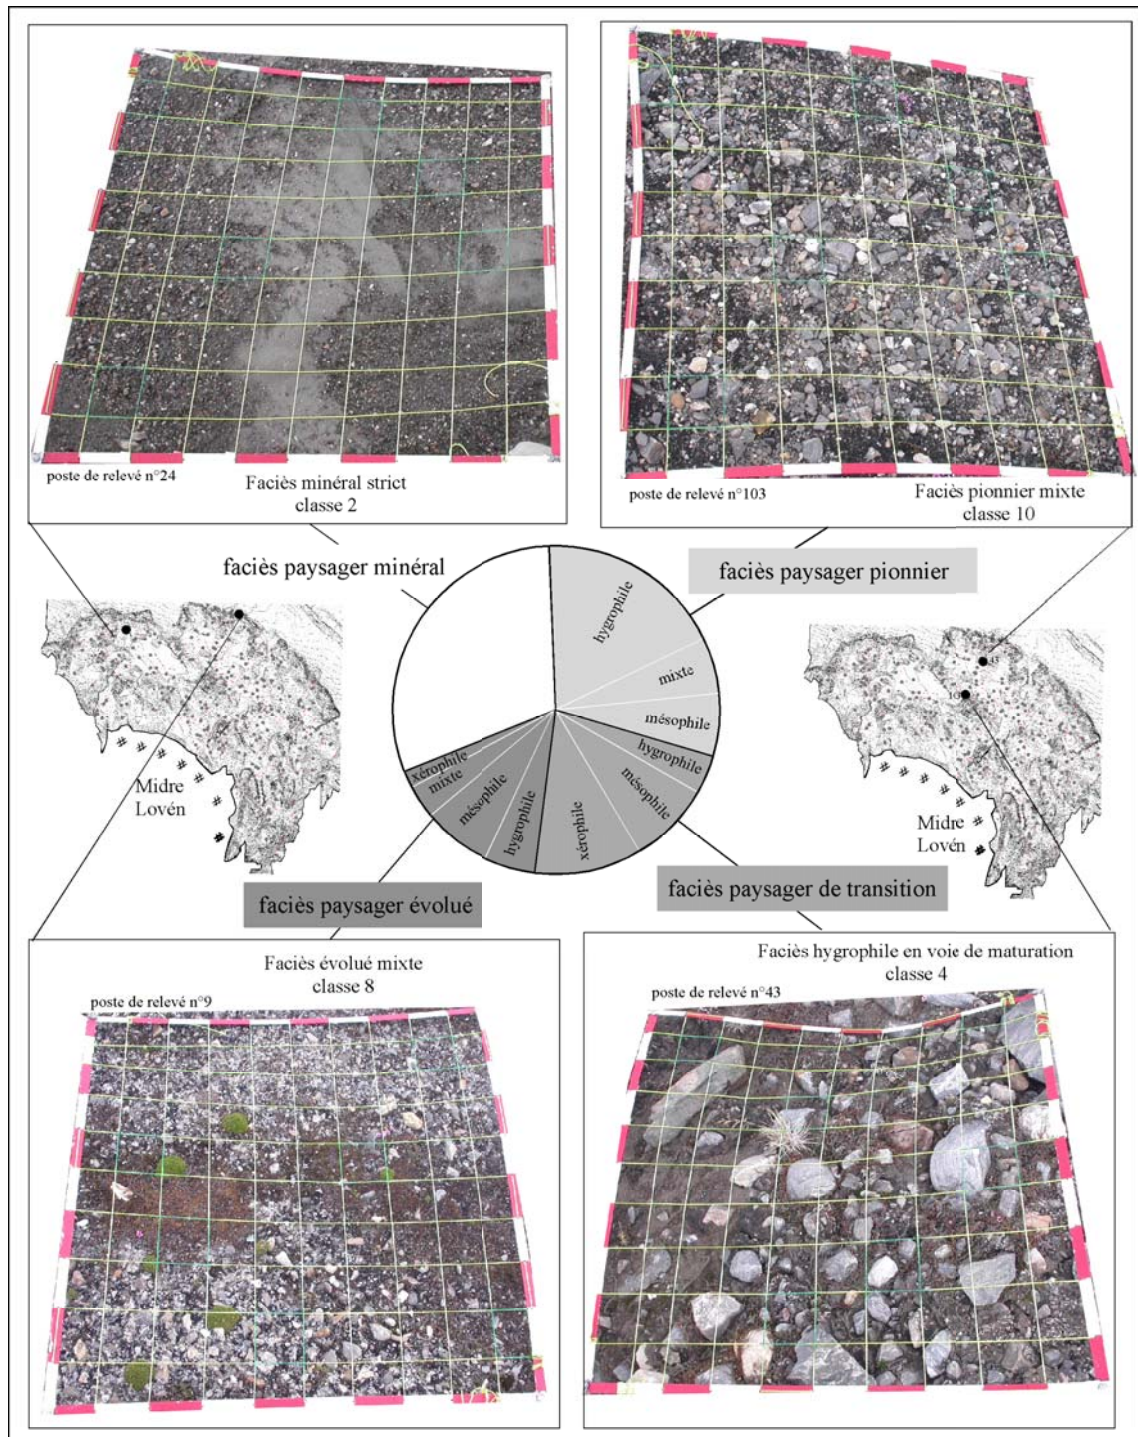 poste de relevé n°24
Faciès minéral strict
classe 2
poste de relevé n°103
Faciès pionnier mixte
classe 10
faciès paysager minéral
faciès paysager pionnier
hygrophile
mixte
mésophile
hygrophile
mésophile
xérophile
hygrophile
mésophile
mixte
xérophile
Midre
Lovén
Midre
Lovén
faciès paysager évolué
faciès paysager de transition
Faciès évolué mixte
classe 8
poste de relevé n°9
Faciès hygrophile en voie de maturation
classe 4
poste de relevé n°43